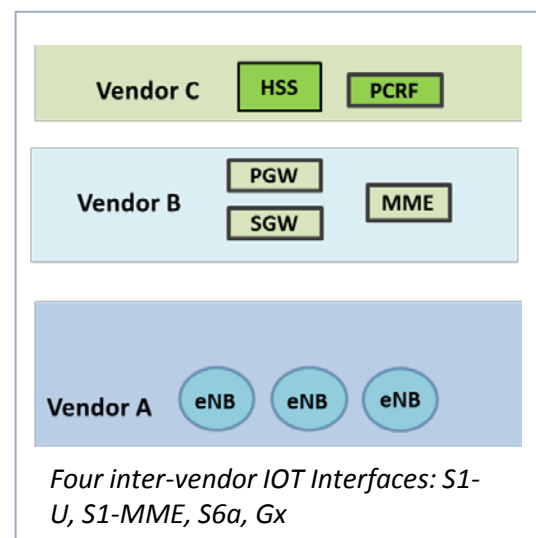 Vendor C HSS PCRF
PGW
Vendor B MME
SGW
Vendor A eNB eNB eNB
Four inter-vendor IOT Interfaces: S1-
U, S1-MME, S6a, Gx